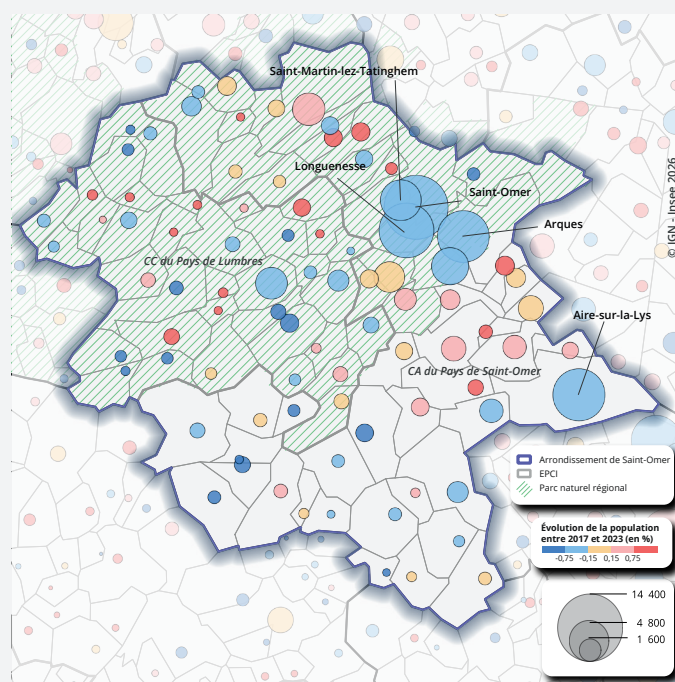 Saint-Martin-lez-Tatinghem
Longuenesse
Saint-Omer
Arques
© IGN - Insee 2026
CC du Pays de Lumbres
Aire-sur-la-Lys
CA du Pays de Saint-Omer
Arrondissement de Saint-Omer
EPCI
Parc naturel régional
Évolution de la population
entre 2017 et 2023 (en %)
-0,75 -0,15 0,15 0,75
14 400
4 800
1 600